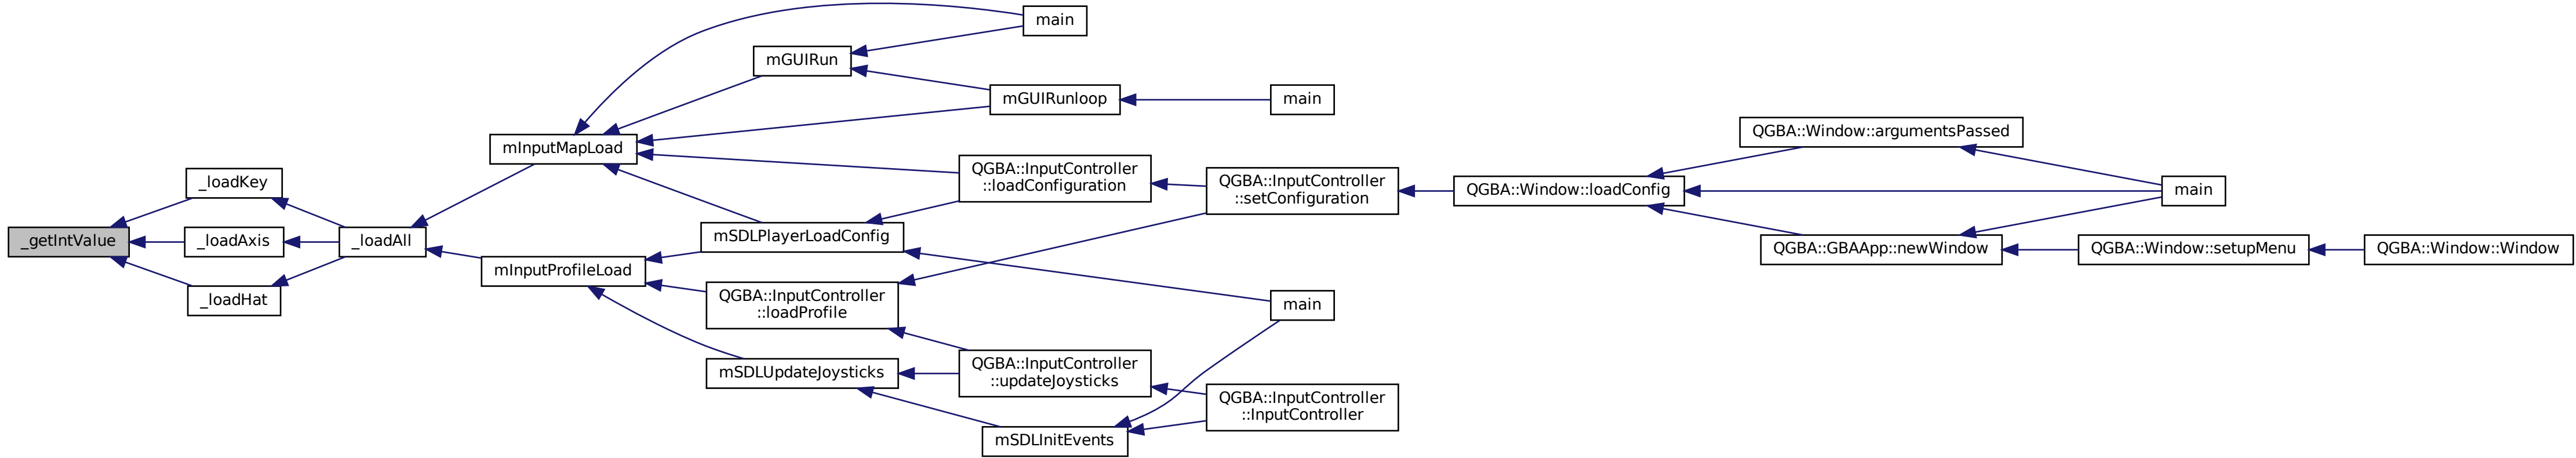 _getIntValue
_loadKey
_loadAxis
_loadHat
_loadAll
mInputMapLoad
mInputProfileLoad
main
mGUIRun
mGUIRunloop
main
QGBA::InputController
::loadConfiguration
mSDLPlayerLoadConfig
QGBA::InputController
::loadProfile
mSDLUpdateJoysticks
QGBA::InputController
::setConfiguration
main
QGBA::InputController
::updateJoysticks
QGBA::InputController
::InputController
mSDLInitEvents
QGBA::Window::loadConfig
QGBA::Window::argumentsPassed
main
QGBA::GBAApp::newWindow
QGBA::Window::setupMenu
QGBA::Window::Window